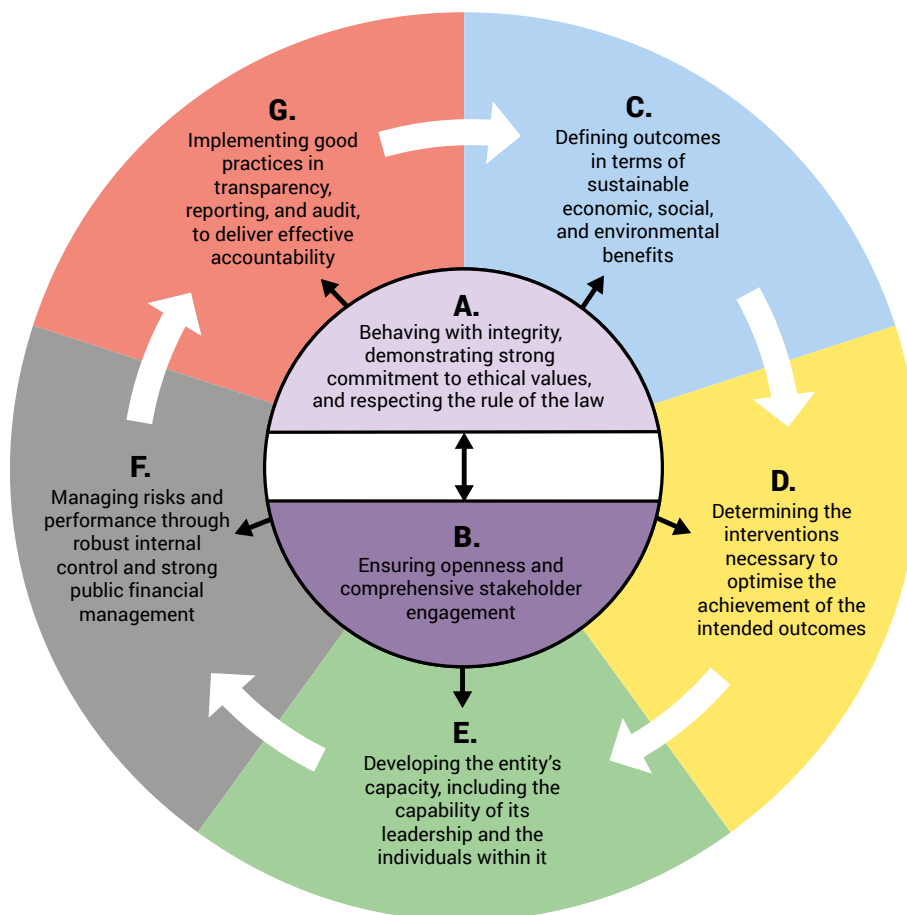 G.
Implementing good
practices in
transparency,
reporting, and audit,
to deliver effective
accountability
C.
Defining outcomes
in terms of
sustainable
economic, social,
and environmental
benefits
A.
Behaving with integrity,
demonstrating strong
commitment to ethical values,
and respecting the rule of the law
F.
Managing risks and
performance through
robust internal
control and strong
public financial
management
B.
Ensuring openness and
comprehensive stakeholder
engagement
D.
Determining the
interventions
necessary to
optimise the
achievement of the
intended outcomes
E.
Developing the entity’s
capacity, including the
capability of its
leadership and the
individuals within it